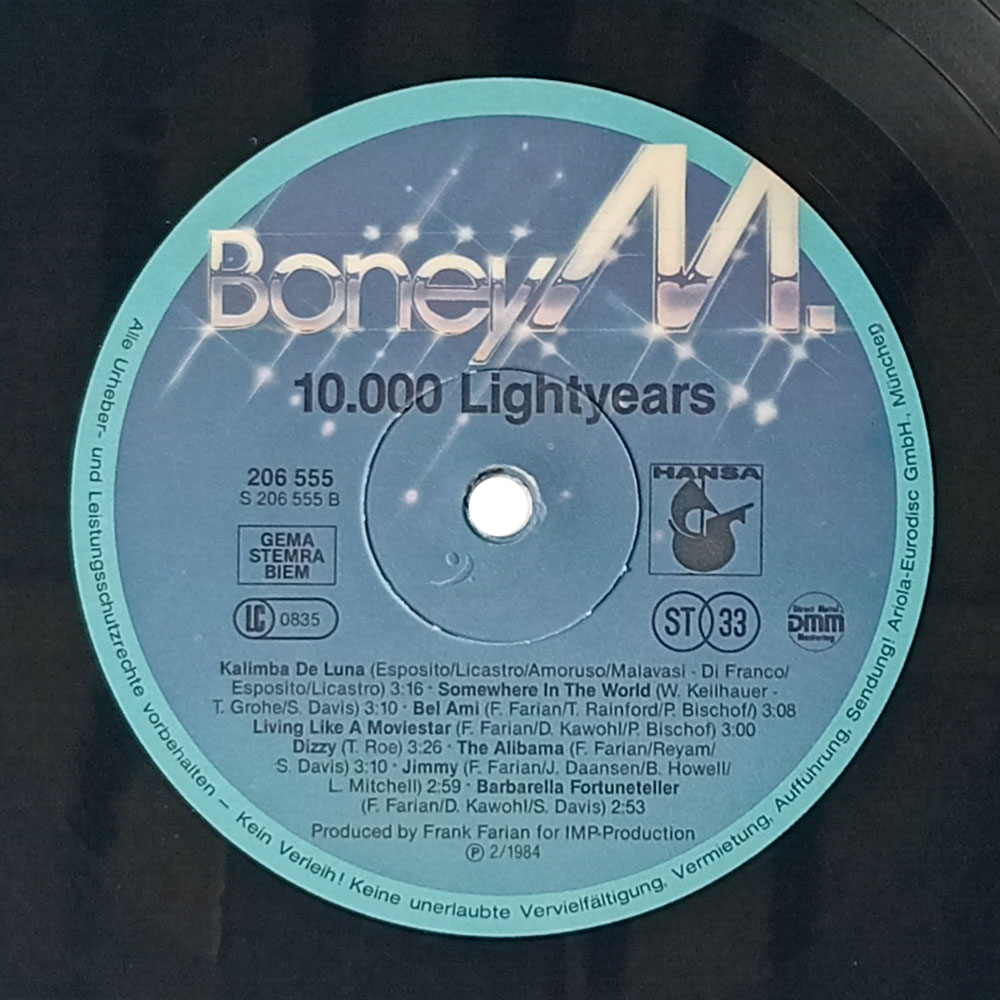 Boney M.
10.000 Lightyears
206 555
S 206 555 B
HANSA
GEMA
STEMRA
BIEM
LC 0835
ST 33
Direct Metal
DMM
Mastering
Kalimba De Luna (Esposito/Licastro/Amoruso/Malavasi - Di Franco/
Esposito/Licastro) 3:16 · Somewhere In The World (W. Keilhauer -
T. Grohe/S. Davis) 3:10 · Bel Ami (F. Farian/T. Rainford/P. Bischof/) 3:08
Living Like A Moviestar (F. Farian/D. Kawohl/P. Bischof) 3:00
Dizzy (T. Roe) 3:26 · The Alibama (F. Farian/Reyam/
S. Davis) 3:10 · Jimmy (F. Farian/J. Daansen/B. Howell/
L. Mitchell) 2:59 · Barbarella Fortuneteller
(F. Farian/D. Kawohl/S. Davis) 2:53
Produced by Frank Farian for IMP-Production
Ⓟ 2/1984
Alle Urheber- und Leistungsschutzrechte vorbehalten – Kein Verleih! Keine unerlaubte Vervielfältigung, Vermietung, Aufführung, Sendung! Ariola-Eurodisc GmbH., München